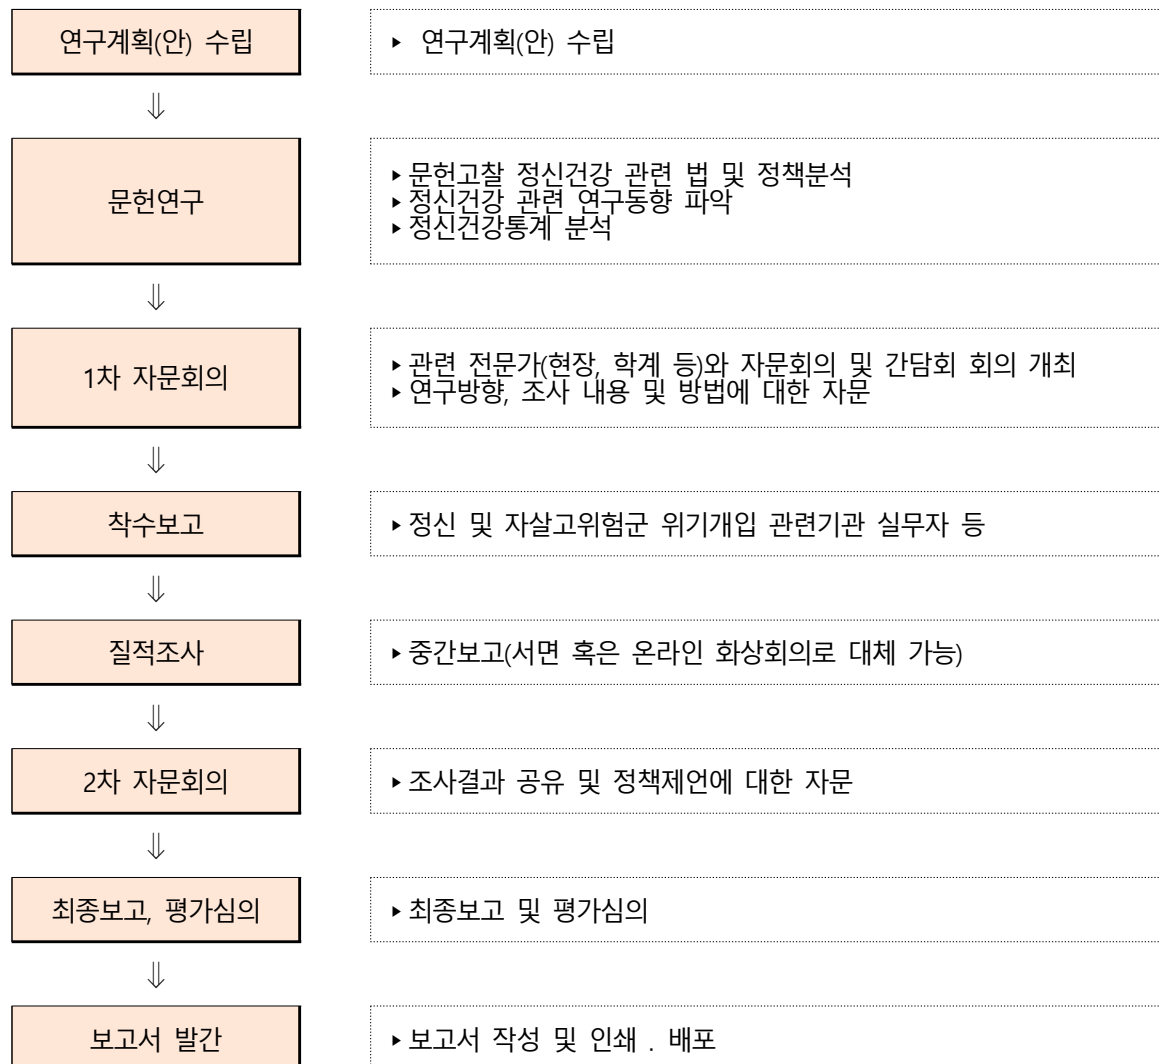 연구계획(안) 수립
▸ 연구계획(안) 수립
⇓
문헌연구
▸문헌고찰 정신건강 관련 법 및 정책분석
▸정신건강 관련 연구동향 파악
▸정신건강통계 분석
⇓
1차 자문회의
▸관련 전문가(현장, 학계 등)와 자문회의 및 간담회 회의 개최
▸연구방향, 조사 내용 및 방법에 대한 자문
⇓
착수보고
▸정신 및 자살고위험군 위기개입 관련기관 실무자 등
⇓
질적조사
▸중간보고(서면 혹은 온라인 화상회의로 대체 가능)
⇓
2차 자문회의
▸조사결과 공유 및 정책제언에 대한 자문
⇓
최종보고, 평가심의
▸최종보고 및 평가심의
⇓
보고서 발간
▸보고서 작성 및 인쇄 . 배포